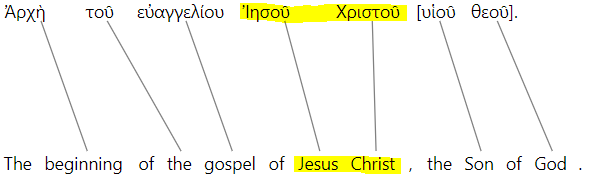 Ἀρχὴ τοῦ εὐαγγελίου Ἰησοῦ Χριστοῦ [υἱοῦ θεοῦ].
The beginning of the gospel of Jesus Christ , the Son of God .